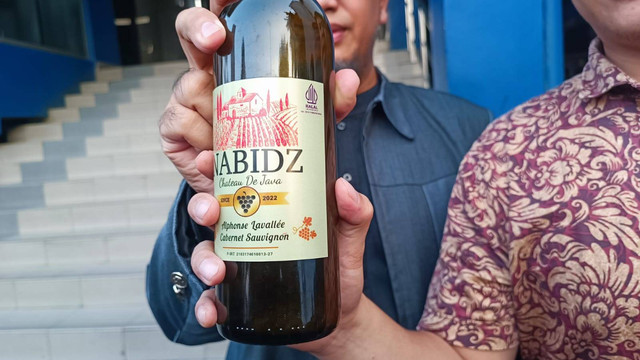 HALAL
NABIDZ
Chateau De Java
2022
Alphonse Lavallée
Cabernet Sauvignon